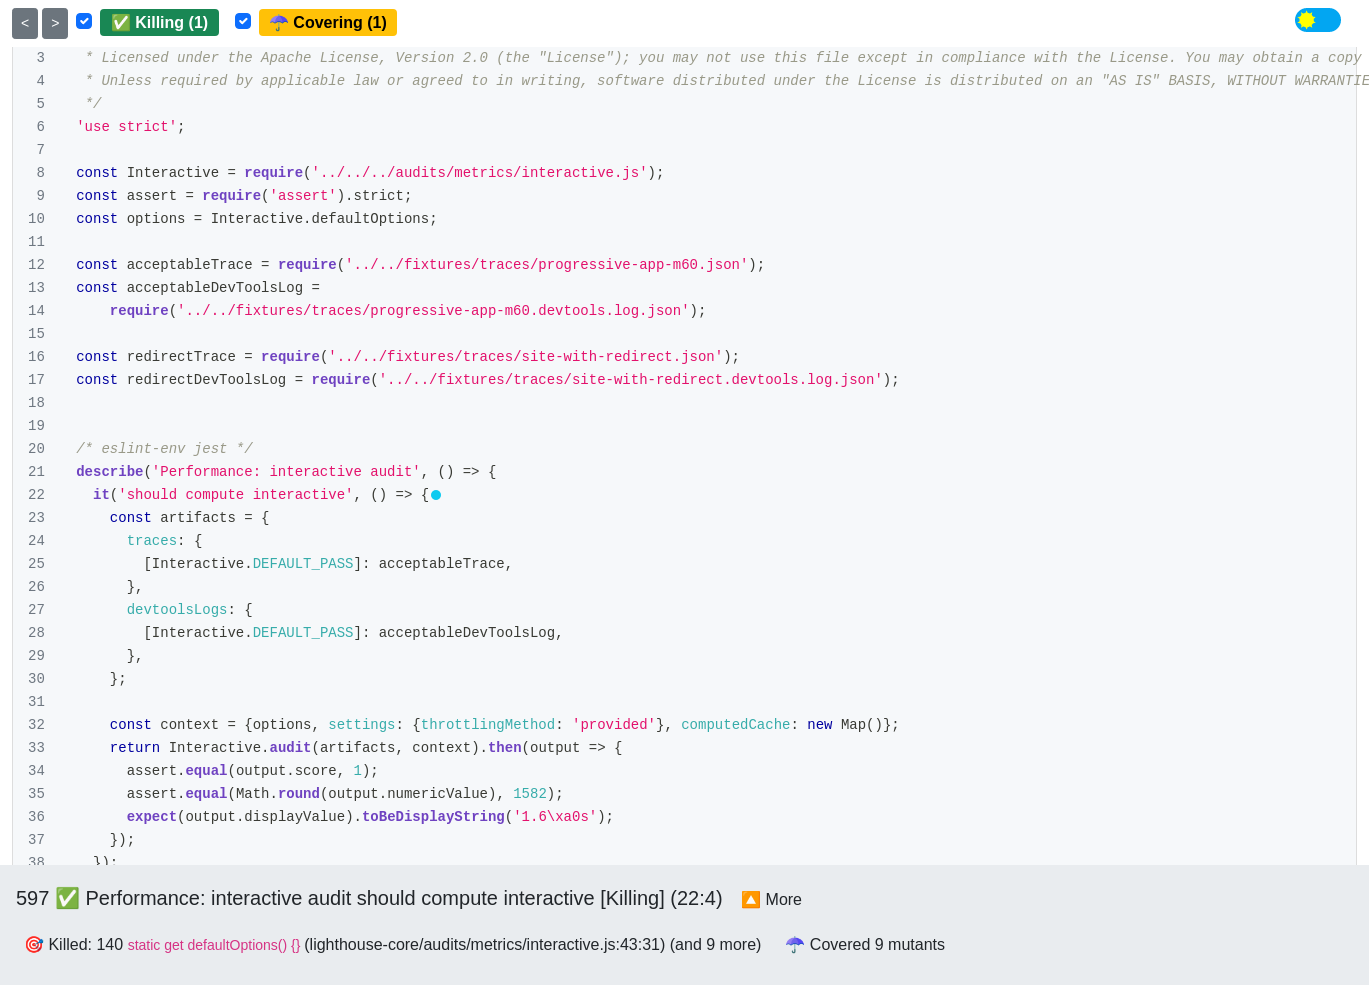 < > ✅ Killing (1) ☂️ Covering (1)
3 * Licensed under the Apache License, Version 2.0 (the "License"); you may not use this file except in compliance with the License. You may obtain a copy
4 * Unless required by applicable law or agreed to in writing, software distributed under the License is distributed on an "AS IS" BASIS, WITHOUT WARRANTIE
5 */
6 'use strict';
7
8 const Interactive = require('../../../audits/metrics/interactive.js');
9 const assert = require('assert').strict;
10 const options = Interactive.defaultOptions;
11
12 const acceptableTrace = require('../../fixtures/traces/progressive-app-m60.json');
13 const acceptableDevToolsLog =
14 require('../../fixtures/traces/progressive-app-m60.devtools.log.json');
15
16 const redirectTrace = require('../../fixtures/traces/site-with-redirect.json');
17 const redirectDevToolsLog = require('../../fixtures/traces/site-with-redirect.devtools.log.json');
18
19
20 /* eslint-env jest */
21 describe('Performance: interactive audit', () => {
22 it('should compute interactive', () => {
23 const artifacts = {
24 traces: {
25 [Interactive.DEFAULT_PASS]: acceptableTrace,
26 },
27 devtoolsLogs: {
28 [Interactive.DEFAULT_PASS]: acceptableDevToolsLog,
29 },
30 };
31
32 const context = {options, settings: {throttlingMethod: 'provided'}, computedCache: new Map()};
33 return Interactive.audit(artifacts, context).then(output => {
34 assert.equal(output.score, 1);
35 assert.equal(Math.round(output.numericValue), 1582);
36 expect(output.displayValue).toBeDisplayString('1.6\xa0s');
37 });
38 });
597 ✅ Performance: interactive audit should compute interactive [Killing] (22:4) 🔼 More
🎯 Killed: 140 static get defaultOptions() {} (lighthouse-core/audits/metrics/interactive.js:43:31) (and 9 more) ☂️ Covered 9 mutants